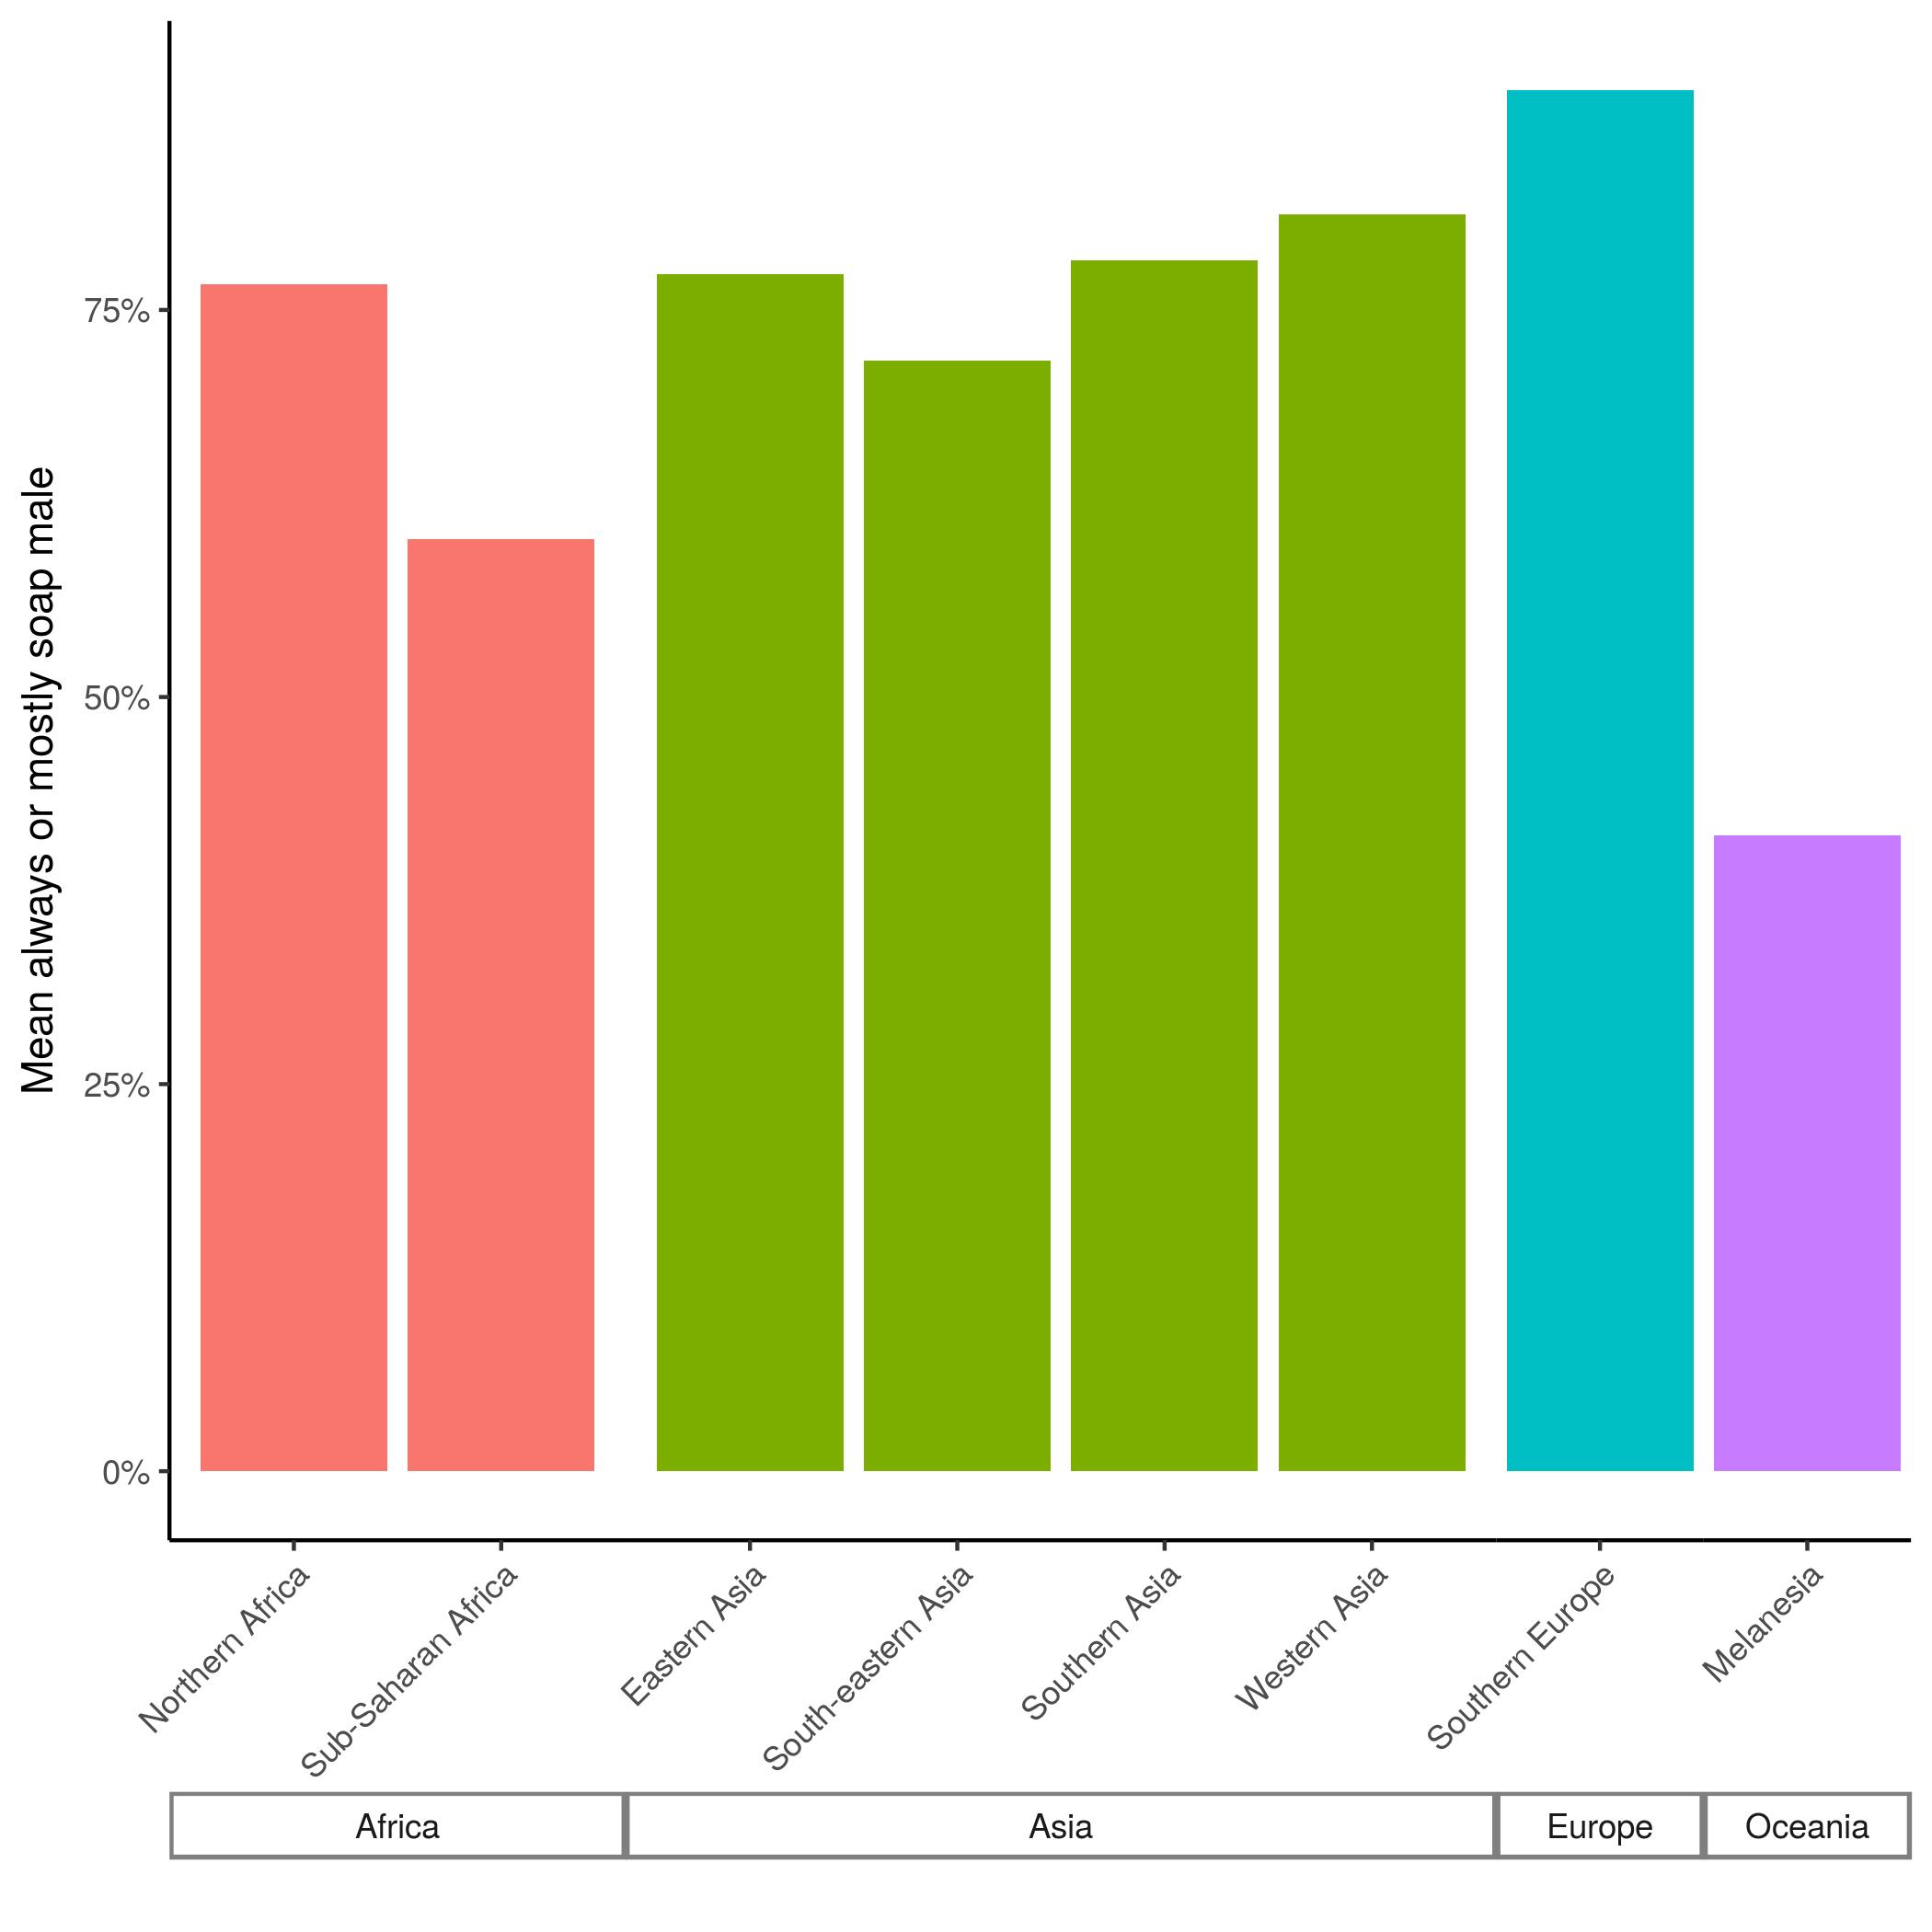 Mean always or mostly soap male
75%
50%
25%
0%
Northern Africa
Sub-Saharan Africa
Eastern Asia
South-eastern Asia
Southern Asia
Western Asia
Southern Europe
Melanesia
Africa
Asia
Europe
Oceania